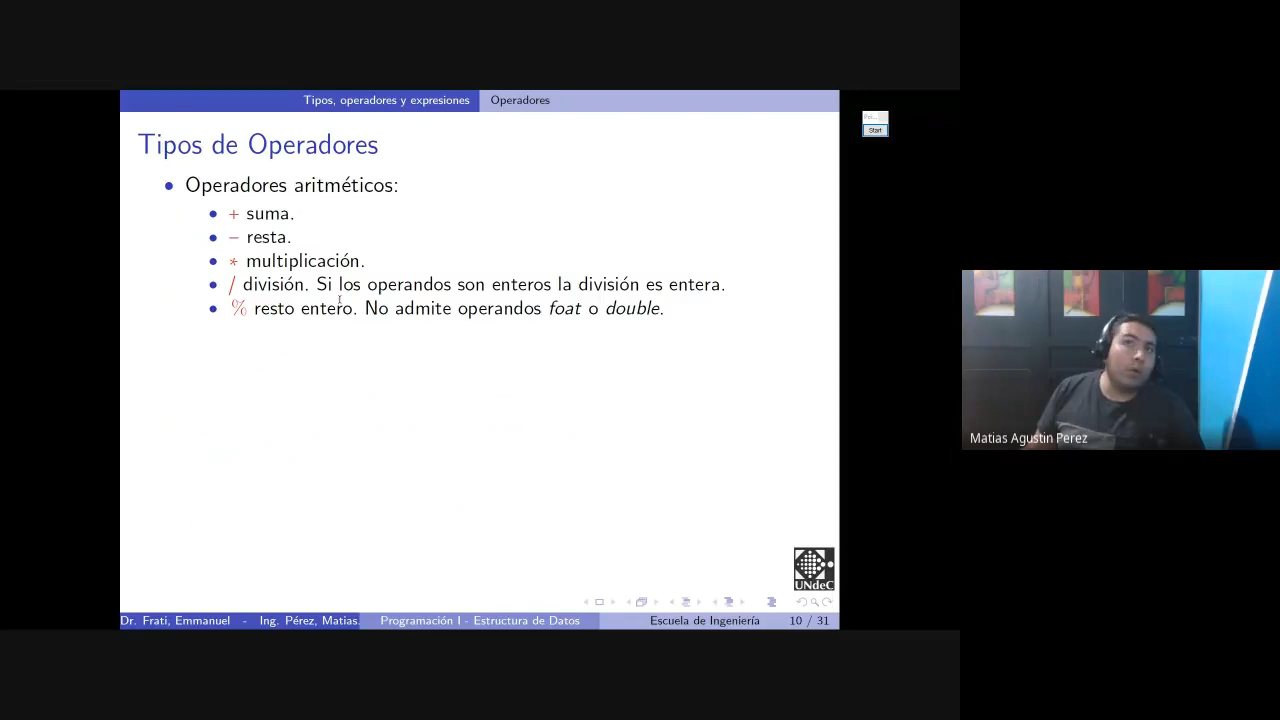 Tipos, operadores y expresiones Operadores
Tipos de Operadores
Operadores aritméticos:
+ suma.
− resta.
* multiplicación.
/ división. Si los operandos son enteros la división es entera.
% resto entero. No admite operandos foat o double.
Start
Matias Agustin Perez
UNdeC
Dr. Frati, Emmanuel - Ing. Pérez, Matias. Programación I - Estructura de Datos Escuela de Ingeniería 10 / 31